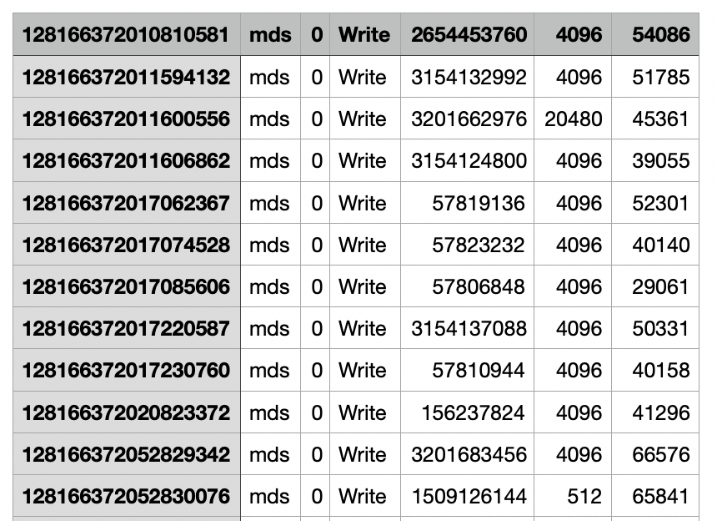 128166372010810581 mds 0 Write 2654453760 4096 54086
128166372011594132 mds 0 Write 3154132992 4096 51785
128166372011600556 mds 0 Write 3201662976 20480 45361
128166372011606862 mds 0 Write 3154124800 4096 39055
128166372017062367 mds 0 Write 57819136 4096 52301
128166372017074528 mds 0 Write 57823232 4096 40140
128166372017085606 mds 0 Write 57806848 4096 29061
128166372017220587 mds 0 Write 3154137088 4096 50331
128166372017230760 mds 0 Write 57810944 4096 40158
128166372020823372 mds 0 Write 156237824 4096 41296
128166372052829342 mds 0 Write 3201683456 4096 66576
128166372052830076 mds 0 Write 1509126144 512 65841